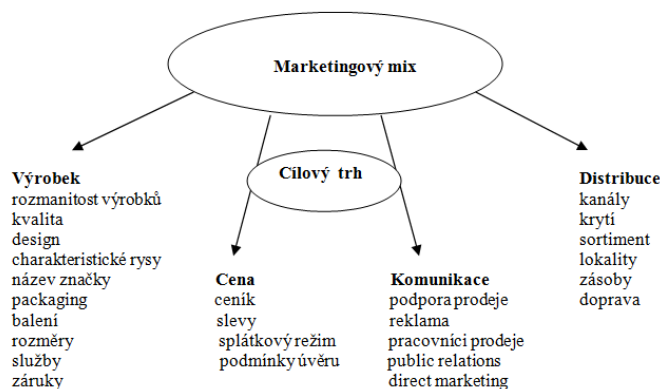 Marketingový mix
Cílový trh
Výrobek
rozmanitost výrobků
kvalita
design
charakteristické rysy
název značky
packaging
balení
rozměry
služby
záruky
Cena
ceník
slevy
splátkový režim
podmínky úvěru
Komunikace
podpora prodeje
reklama
pracovníci prodeje
public relations
direct marketing
Distribuce
kanály
krytí
sortiment
lokality
zásoby
doprava